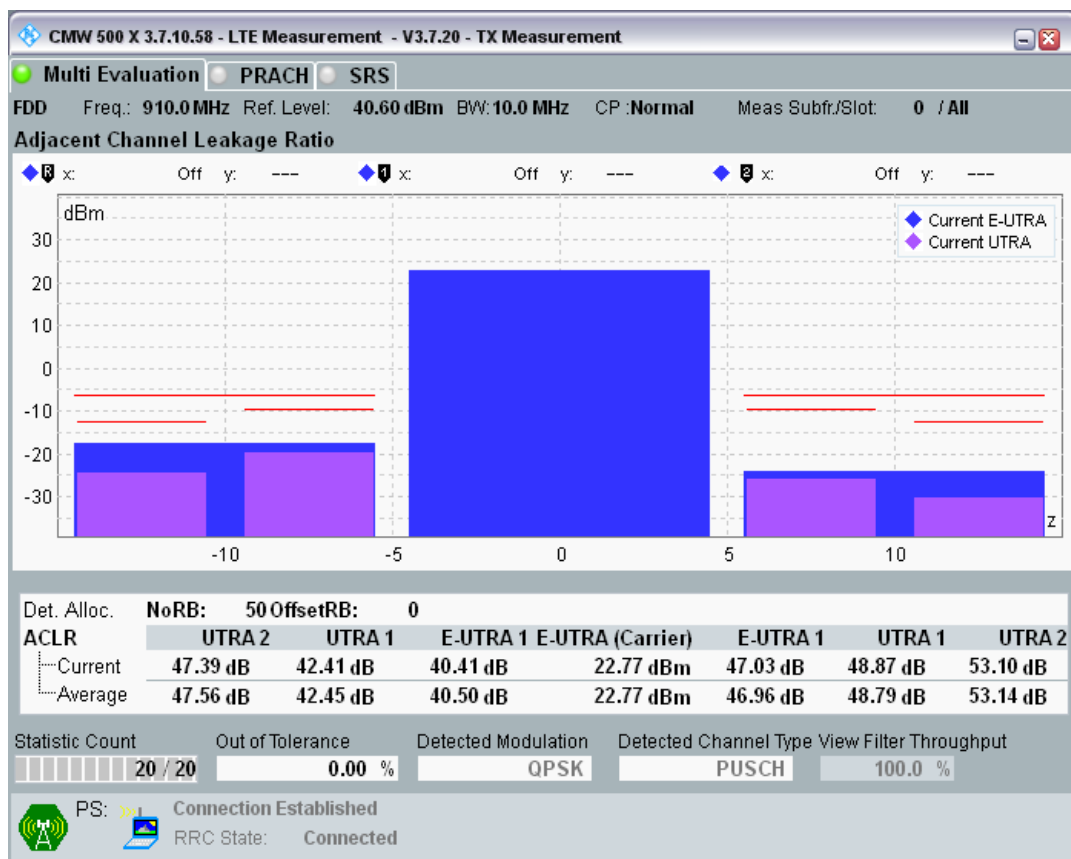 CMW 500 X 3.7.10.58 - LTE Measurement - V3.7.20 - TX Measurement
Multi Evaluation PRACH SRS
FDD Freq.: 910.0 MHz Ref. Level: 40.60 dBm BW: 10.0 MHz CP :Normal Meas Subfr./Slot: 0 / All
Adjacent Channel Leakage Ratio
R x: Off y: --- 1 x: Off y: --- 2 x: Off y: ---
dBm
Current E-UTRA
Current UTRA
30
20
10
0
-10
-20
-30
z
-10 -5 0 5 10
Det. Alloc. NoRB: 50 OffsetRB: 0
ACLR UTRA 2 UTRA 1 E-UTRA 1 E-UTRA (Carrier) E-UTRA 1 UTRA 1 UTRA 2
Current 47.39 dB 42.41 dB 40.41 dB 22.77 dBm 47.03 dB 48.87 dB 53.10 dB
Average 47.56 dB 42.45 dB 40.50 dB 22.77 dBm 46.96 dB 48.79 dB 53.14 dB
Statistic Count Out of Tolerance Detected Modulation Detected Channel Type View Filter Throughput
20 / 20 0.00 % QPSK PUSCH 100.0 %
PS: Connection Established
RRC State: Connected